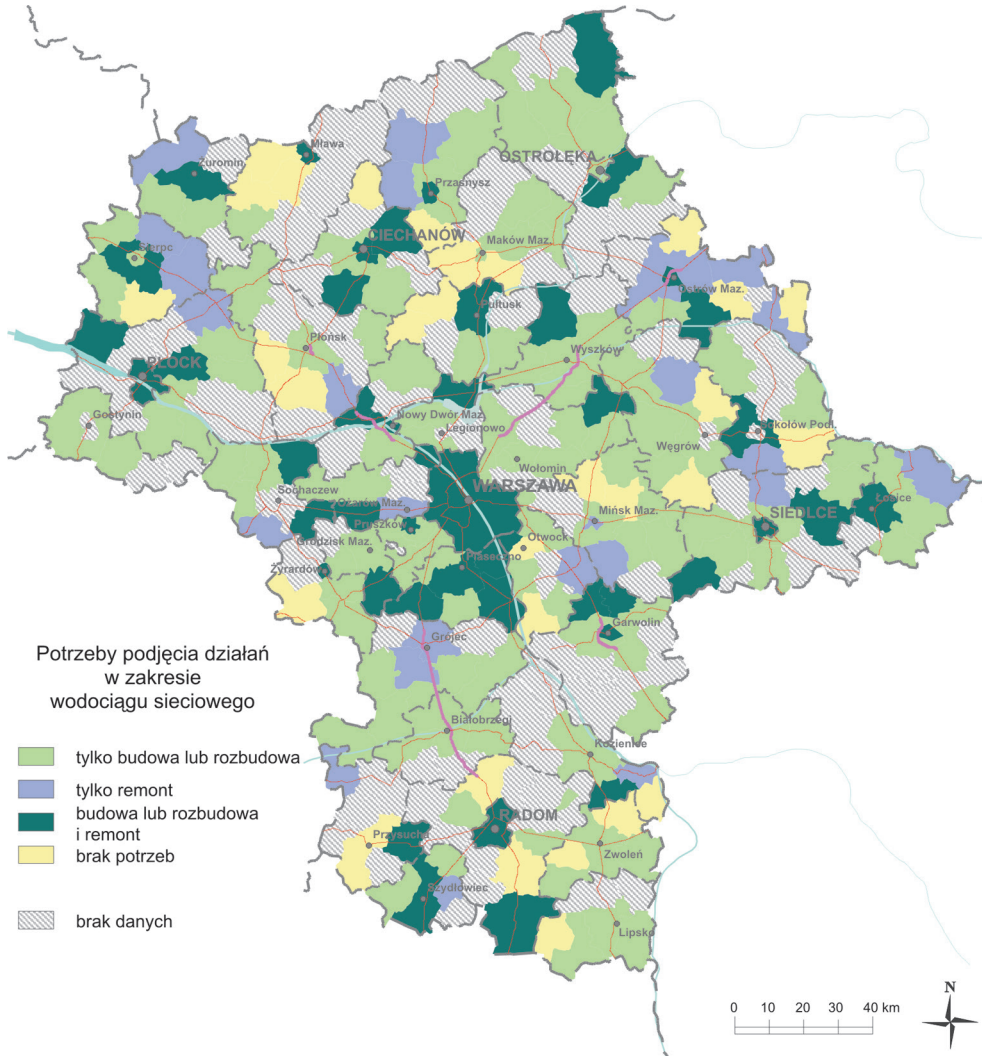 Mława
OSTROŁĘKA
Żuromin
Przasnysz
CIECHANÓW
Maków Maz.
Sierpc
Ostrów Maz.
Pułtusk
Płońsk
Wyszków
PŁOCK
Gostynin
Nowy Dwór Maz.
Legionowo
Sokołów Podl.
Węgrów
Wołomin
WARSZAWA
Sochaczew
Ożarów Maz.
Łosice
Mińsk Maz.
SIEDLCE
Pruszków
Grodzisk Maz.
Otwock
Piaseczno
Żyrardów
Garwolin
Grójec
Potrzeby podjęcia działań
w zakresie
wodociągu sieciowego
Białobrzegi
Kozienice
tylko budowa lub rozbudowa
tylko remont
budowa lub rozbudowa
i remont
brak potrzeb
brak danych
RADOM
Przysucha
Zwoleń
Szydłowiec
Lipsko
N
0 10 20 40 km